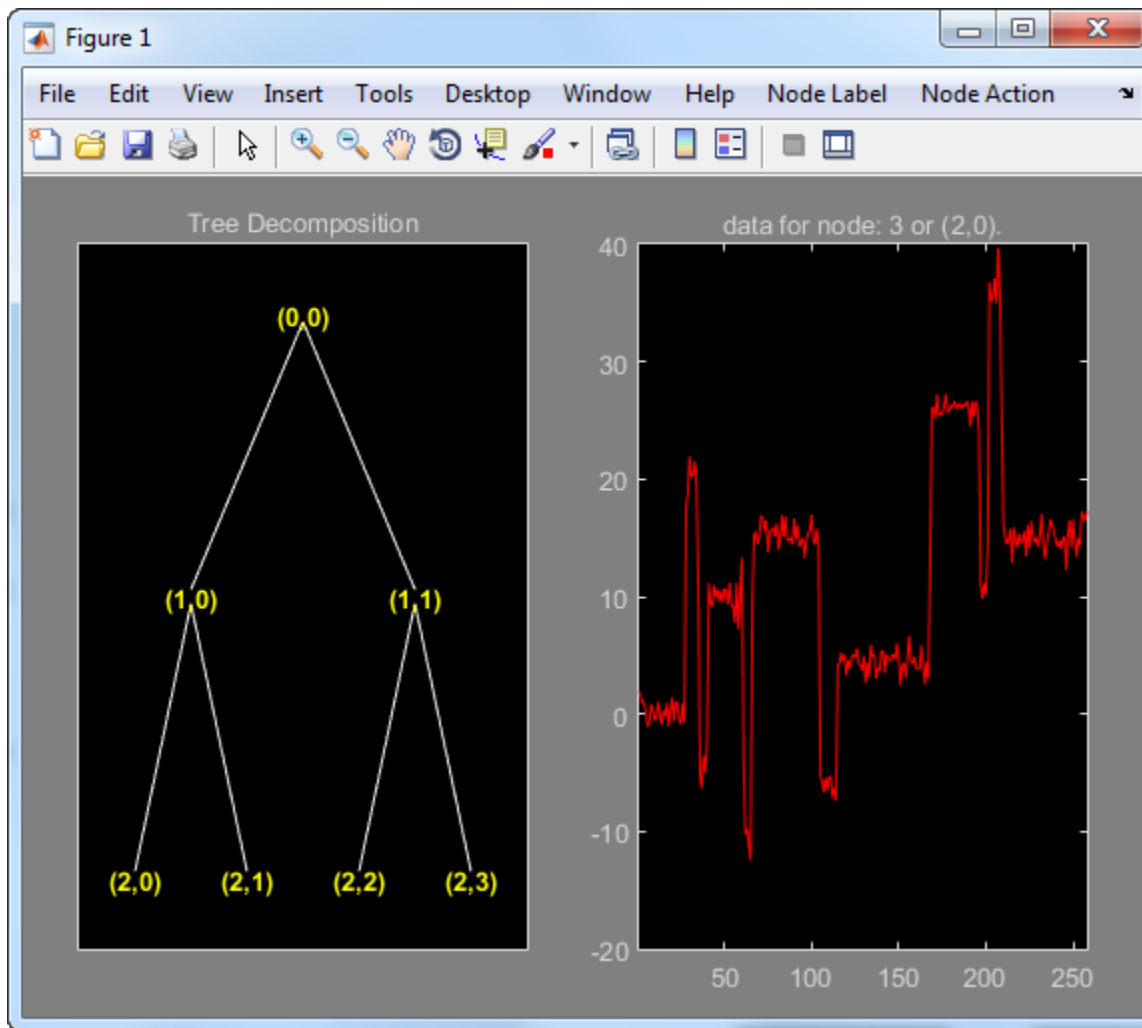 Figure 1
File Edit View Insert Tools Desktop Window Help Node Label Node Action
Tree Decomposition
(0,0)
(1,0) (1,1)
(2,0) (2,1) (2,2) (2,3)
data for node: 3 or (2,0).
40
30
20
10
0
-10
-20
50 100 150 200 250